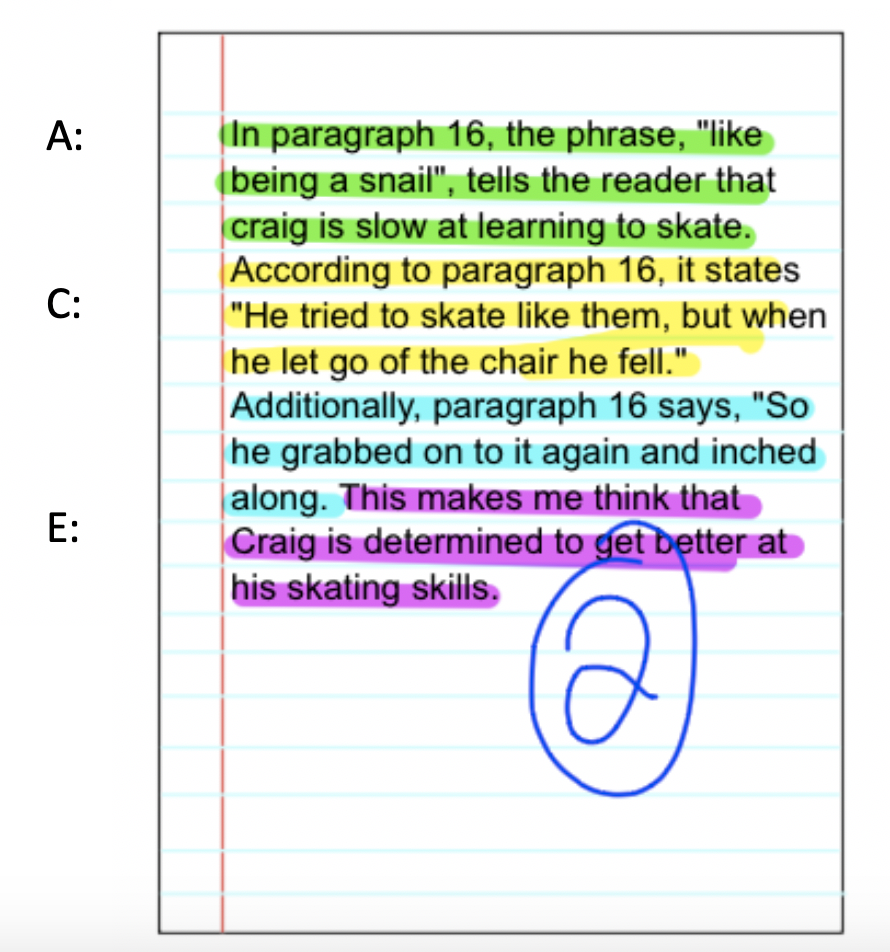 A:
In paragraph 16, the phrase, "like
being a snail", tells the reader that
craig is slow at learning to skate.
According to paragraph 16, it states
C:
"He tried to skate like them, but when
he let go of the chair he fell."
Additionally, paragraph 16 says, "So
he grabbed on to it again and inched
along. This makes me think that
E:
Craig is determined to get better at
his skating skills.
2